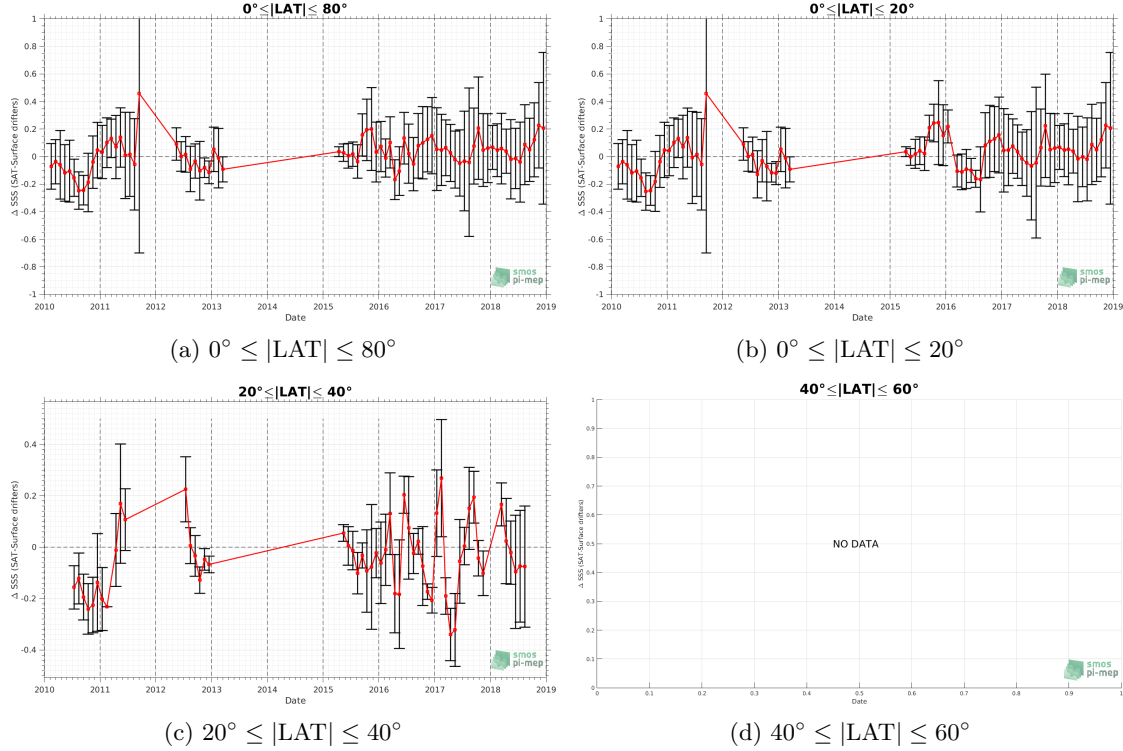 0°≤|LAT|≤ 80°
Δ SSS (SAT-Surface drifters)
1
0.8
0.6
0.4
0.2
0
-0.2
-0.4
-0.6
-0.8
-1
2010 2011 2012 2013 2014 2015 2016 2017 2018 2019
Date
smos
pi-mep
(a) 0° ≤ |LAT| ≤ 80°
0°≤|LAT|≤ 20°
Δ SSS (SAT-Surface drifters)
1
0.8
0.6
0.4
0.2
0
-0.2
-0.4
-0.6
-0.8
-1
2010 2011 2012 2013 2014 2015 2016 2017 2018 2019
Date
smos
pi-mep
(b) 0° ≤ |LAT| ≤ 20°
20°≤|LAT|≤ 40°
Δ SSS (SAT-Surface drifters)
0.4
0.2
0
-0.2
-0.4
2010 2011 2012 2013 2014 2015 2016 2017 2018 2019
Date
smos
pi-mep
(c) 20° ≤ |LAT| ≤ 40°
40°≤|LAT|≤ 60°
Δ SSS (SAT-Surface drifters)
1
0.9
0.8
0.7
0.6
0.5
0.4
0.3
0.2
0.1
0
NO DATA
0 0.1 0.2 0.3 0.4 0.5 0.6 0.7 0.8 0.9 1
Date
smos
pi-mep
(d) 40° ≤ |LAT| ≤ 60°